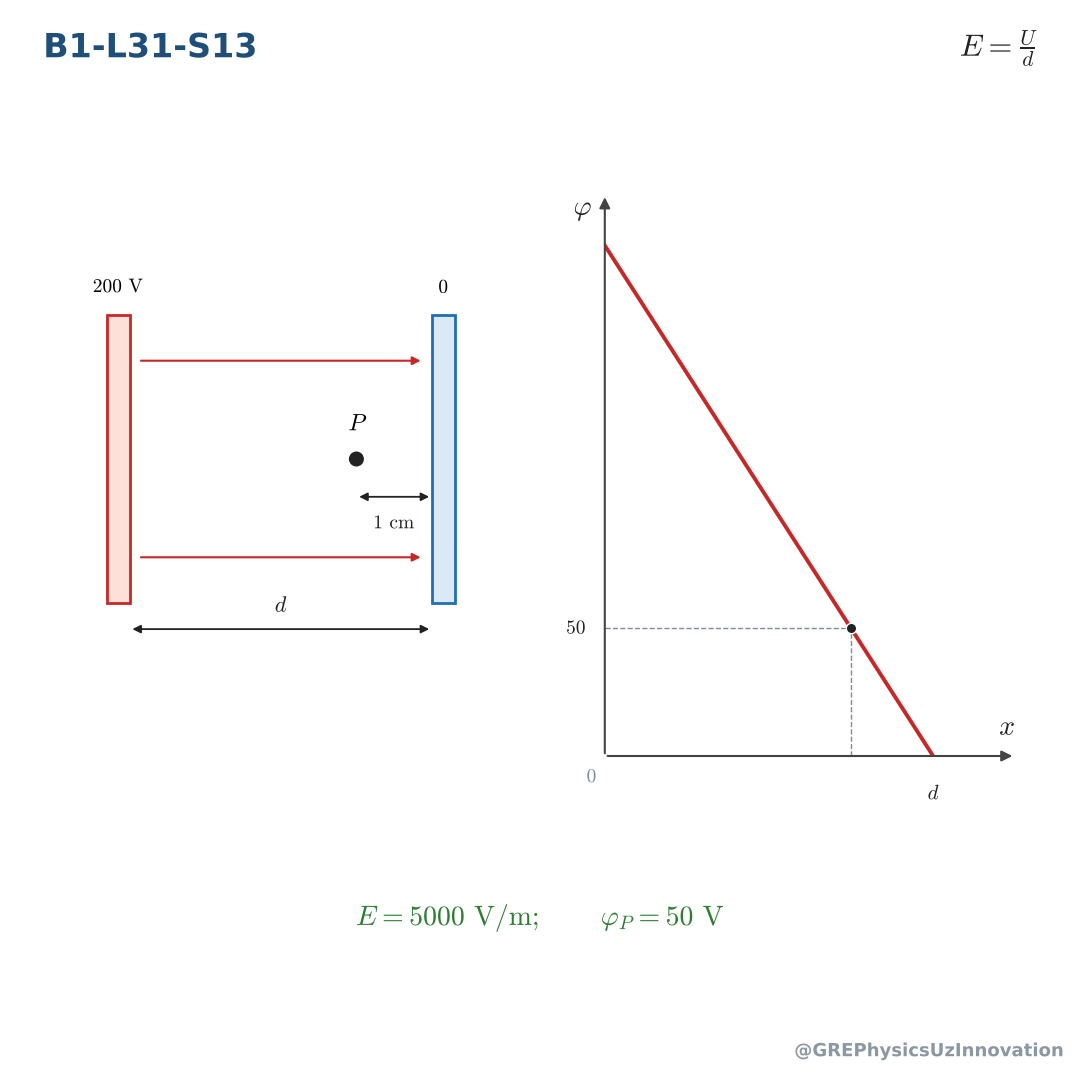 B1-L31-S13
E = U/d
φ
200 V
0
P
1 cm
d
50
x
0
d
E = 5000 V/m; φ_P = 50 V
@GREPhysicsUzInnovation